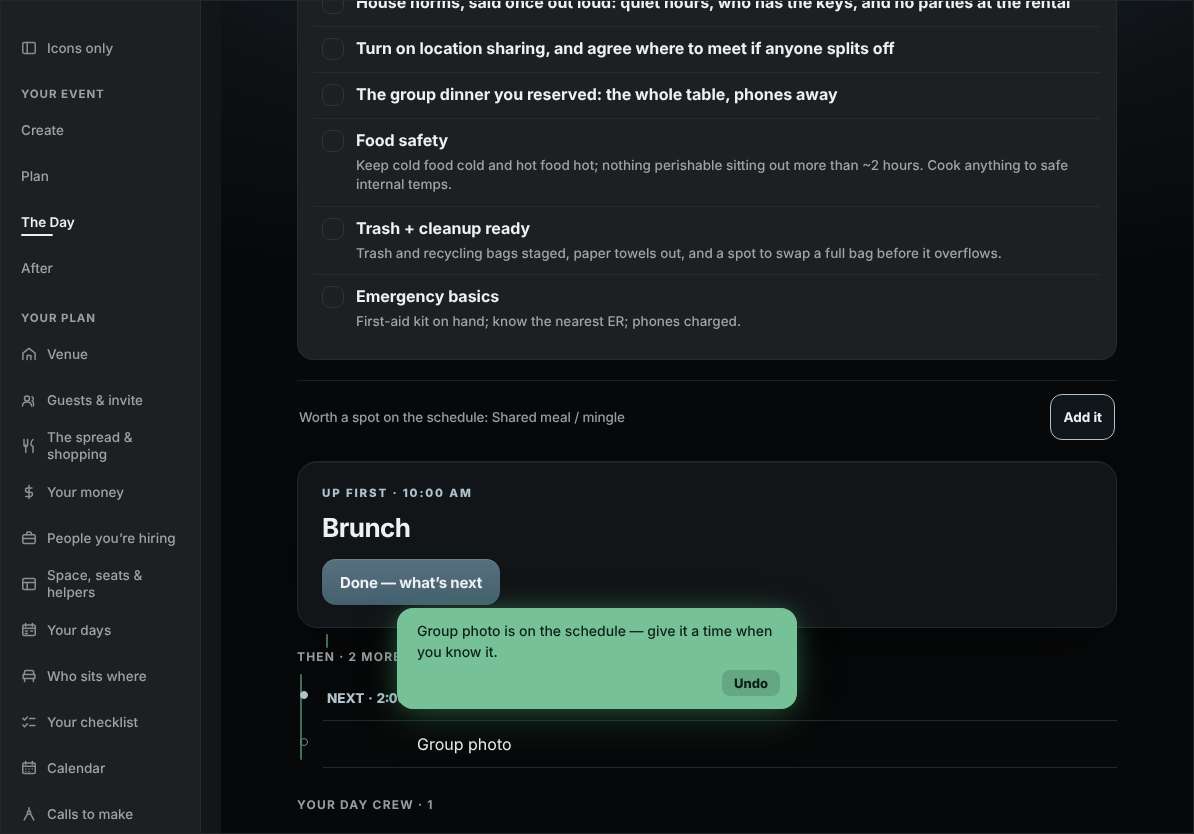 Icons only
YOUR EVENT
Create
Plan
The Day
After
YOUR PLAN
Venue
Guests & invite
The spread &
shopping
Your money
People you’re hiring
Space, seats &
helpers
Your days
Who sits where
Your checklist
Calendar
Calls to make
House norms, said once out loud: quiet hours, who has the keys, and no parties at the rental
Turn on location sharing, and agree where to meet if anyone splits off
The group dinner you reserved: the whole table, phones away
Food safety
Keep cold food cold and hot food hot; nothing perishable sitting out more than ~2 hours. Cook anything to safe
internal temps.
Trash + cleanup ready
Trash and recycling bags staged, paper towels out, and a spot to swap a full bag before it overflows.
Emergency basics
First-aid kit on hand; know the nearest ER; phones charged.
Worth a spot on the schedule: Shared meal / mingle
Add it
UP FIRST · 10:00 AM
Brunch
Done — what’s next
Group photo is on the schedule — give it a time when
you know it.
Undo
THEN · 2 MORE
NEXT · 2:0
Group photo
YOUR DAY CREW · 1